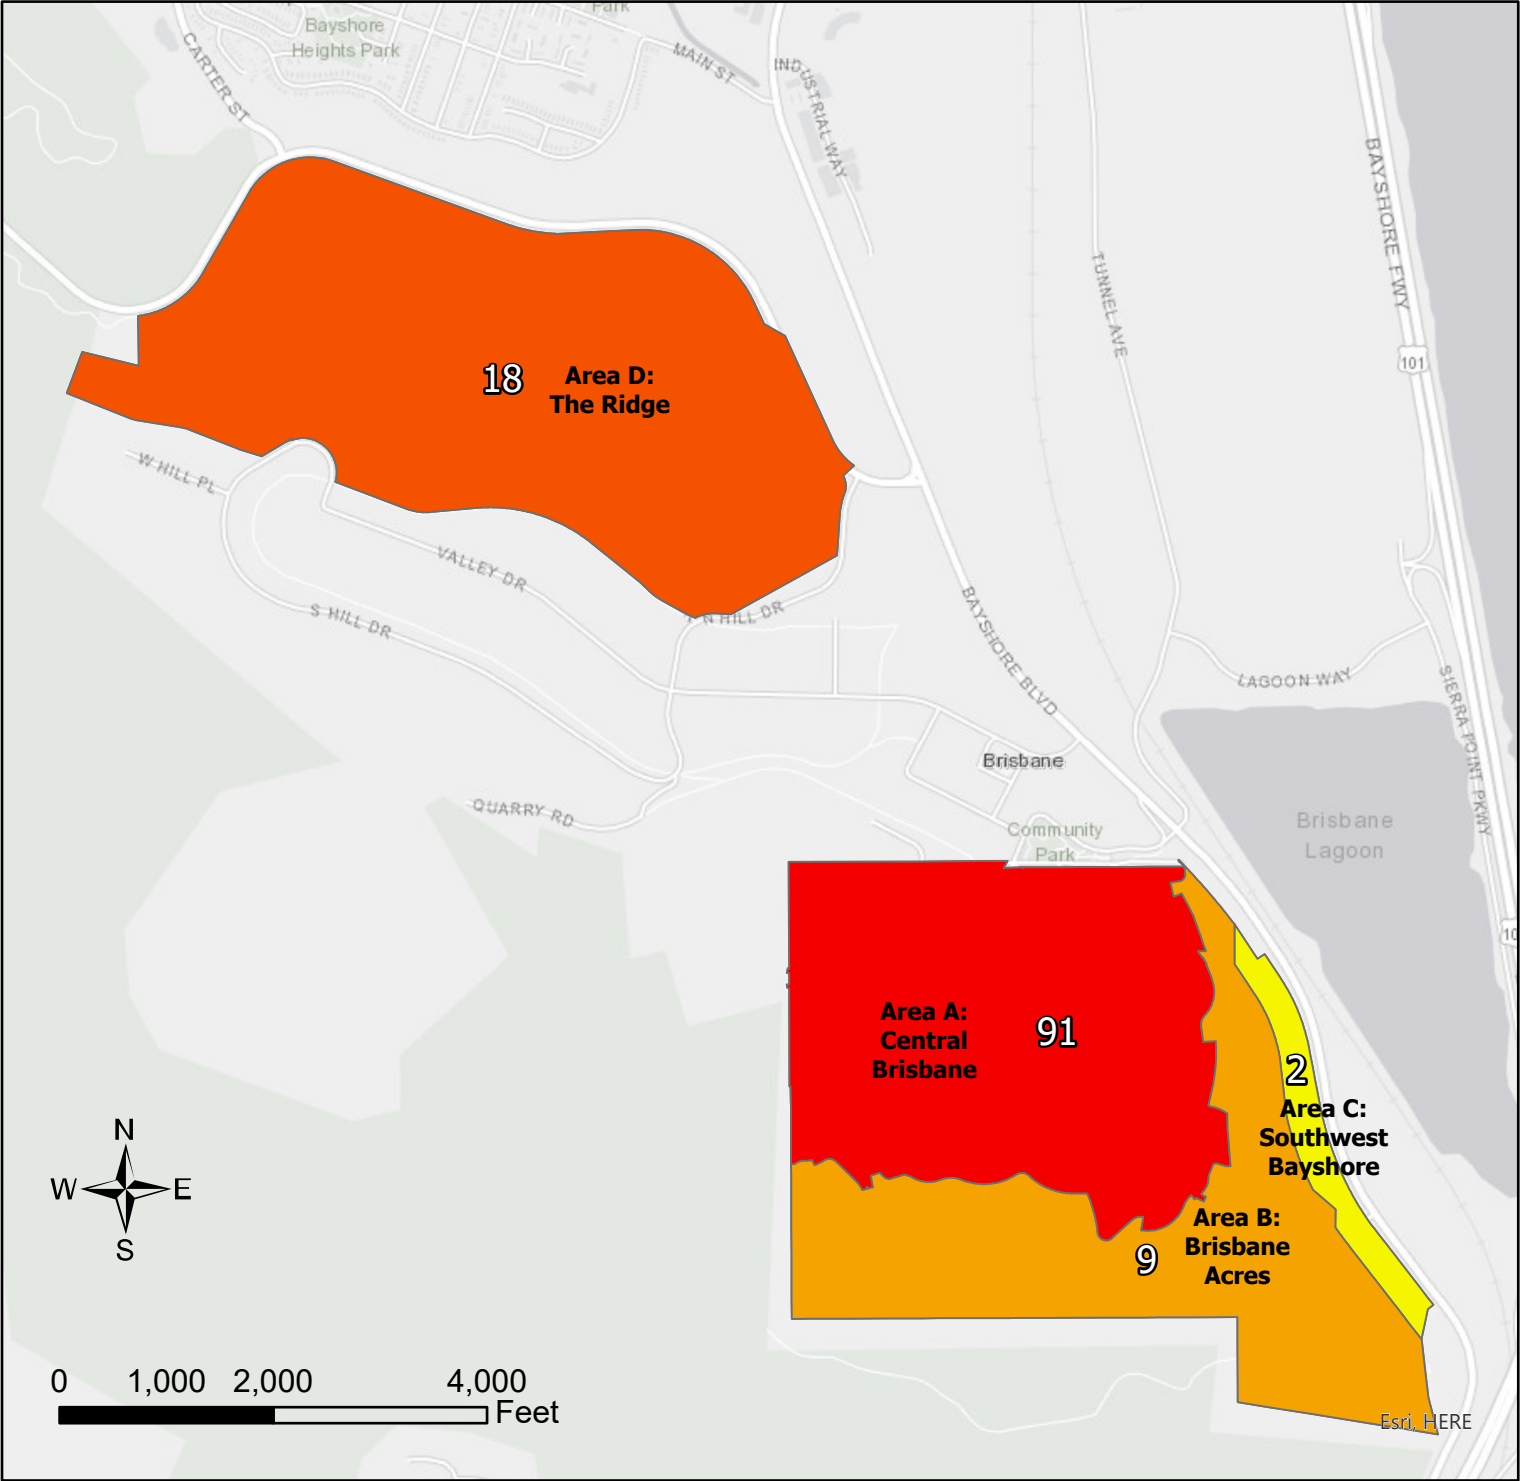 Park
Bayshore
Heights Park
CARTER ST
MAIN ST
INDUSTRIAL WAY
BAYSHORE FWY
TUNNEL AVE
101
18
Area D:
The Ridge
W HILL PL
VALLEY DR
S HILL DR
N HILL DR
BAYSHORE BLVD
LAGOON WAY
SIERRA POINT PKWY
Brisbane
QUARRY RD
Community
Park
Brisbane
Lagoon
10
Area A:
Central
Brisbane
91
2
Area C:
Southwest
Bayshore
Area B:
Brisbane
Acres
9
N
W
E
S
0 1,000 2,000 4,000
Feet
Esri, HERE